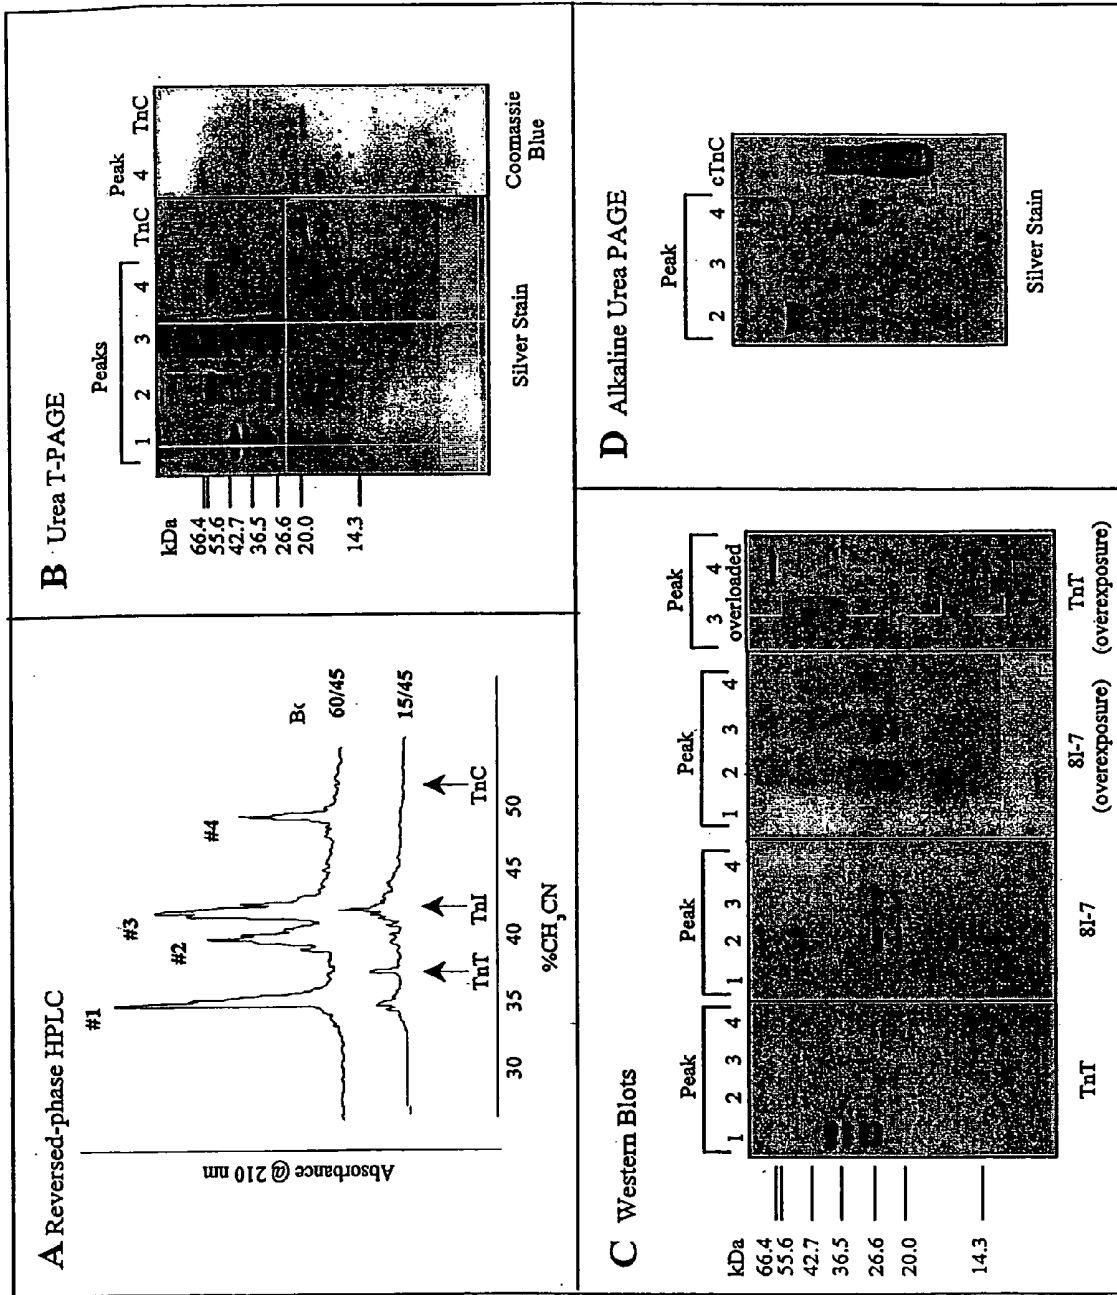 A Reversed-phase HPLC
Absorbance @ 210 nm
#1
#2
#3
#4
60/45
15/45
TnT
TnI
TnC
30
35
40
45
50
%CH3CN
B Urea T-PAGE
Peaks
Peak
1
2
3
4
TnC
4
TnC
kDa
66.4
55.6
42.7
36.5
26.6
20.0
14.3
Silver Stain
Coomassie
Blue
C Western Blots
Peak
Peak
Peak
Peak
1 2 3 4
1 2 3 4
1 2 3 4
3 4
overloaded
kDa
66.4
55.6
42.7
36.5
26.6
20.0
14.3
TnT
8I-7
8I-7
(overexposure)
TnT
(overexposure)
D Alkaline Urea PAGE
Peak
2 3 4 cTnC
Silver Stain